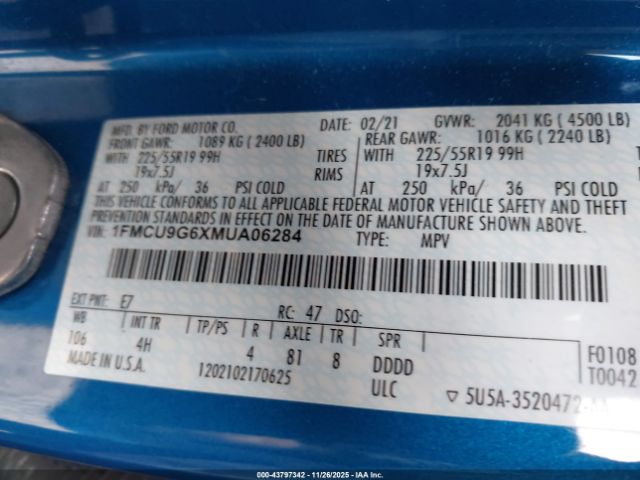 MFD. BY FORD MOTOR CO. DATE: 02/21 GVWR: 2041 KG ( 4500 LB)
FRONT GAWR: 1089 KG ( 2400 LB) REAR GAWR: 1016 KG ( 2240 LB)
WITH 225/55R19 99H TIRES WITH 225/55R19 99H
19x7.5J RIMS 19x7.5J
AT 250 kPa/ 36 PSI COLD AT 250 kPa/ 36 PSI COLD
THIS VEHICLE CONFORMS TO ALL APPLICABLE FEDERAL MOTOR VEHICLE SAFETY AND THEFT
PREVENTION STANDARDS IN EFFECT ON THE DATE OF MANUFACTURE SHOWN ABOVE.
VIN: 1FMCU9G6XMUA06284 TYPE: MPV
EXT PNT: E7 RC: 47 DSO:
WB INT TR TP/PS R AXLE TR SPR
106 4H 4 81 8 DDDD
MADE IN U.S.A. 1202102170625 ULC
F0108
T0042
▽ 5U5A-3520472-AA
© COPYRIGHT IAA, INC.
000-43797342 - 11/26/2025 - IAA Inc.